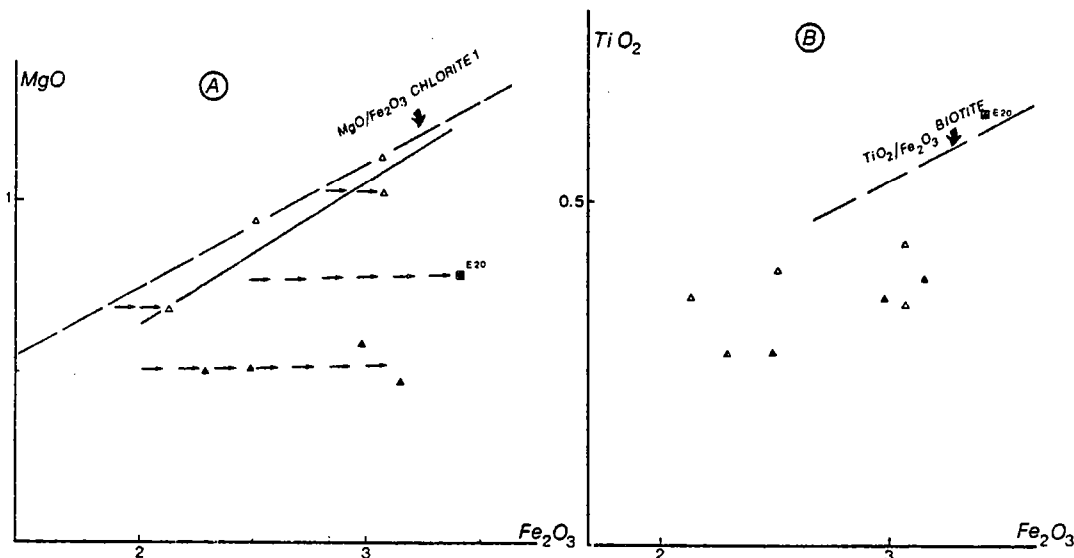 MgO
A
MgO/Fe₂O₃ CHLORITE 1
1
E20
2
3
Fe₂O₃
TiO₂
B
TiO₂/Fe₂O₃ BIOTITE
E20
0.5
2
3
Fe₂O₃